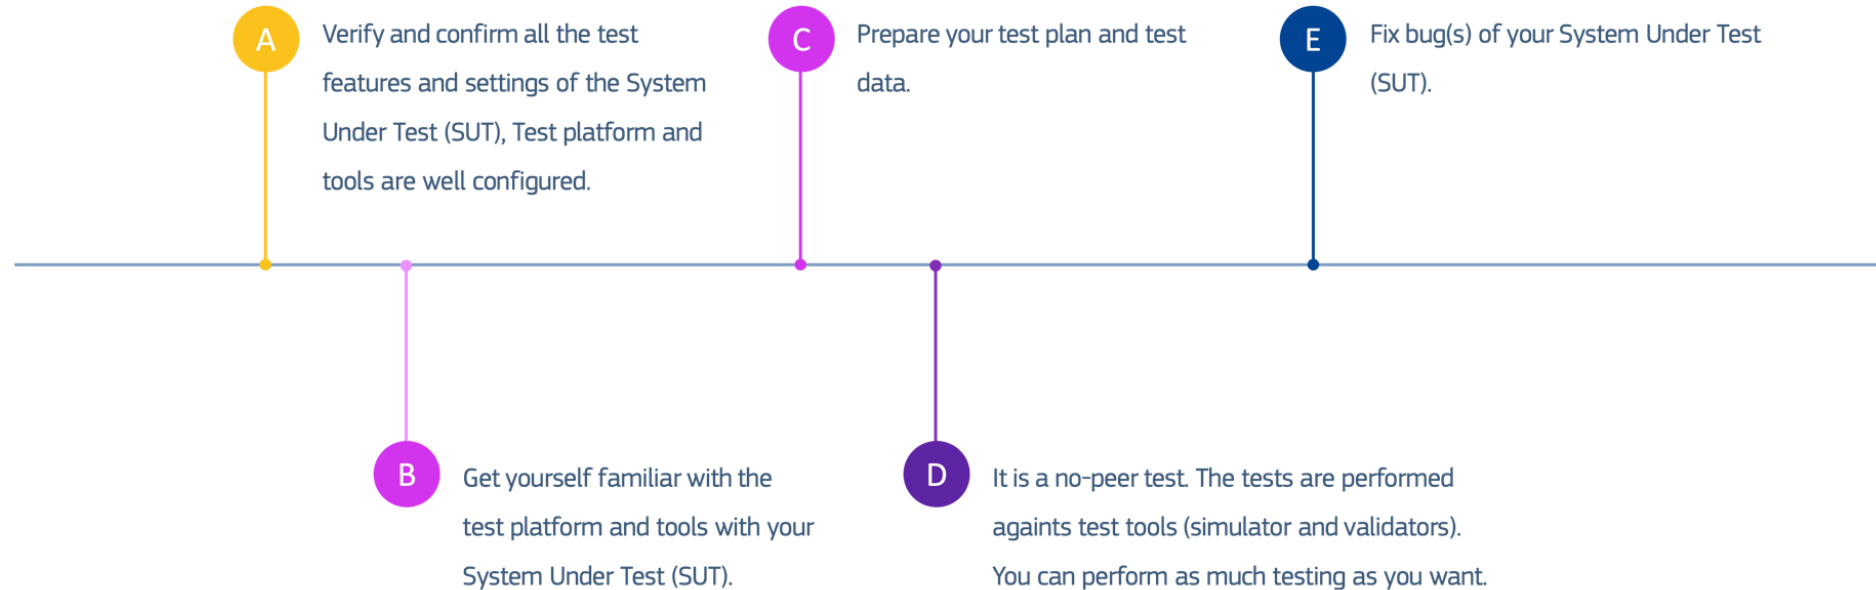 A
Verify and confirm all the test
features and settings of the System
Under Test (SUT), Test platform and
tools are well configured.
C
Prepare your test plan and test
data.
E
Fix bug(s) of your System Under Test
(SUT).
B
Get yourself familiar with the
test platform and tools with your
System Under Test (SUT).
D
It is a no-peer test. The tests are performed
againts test tools (simulator and validators).
You can perform as much testing as you want.